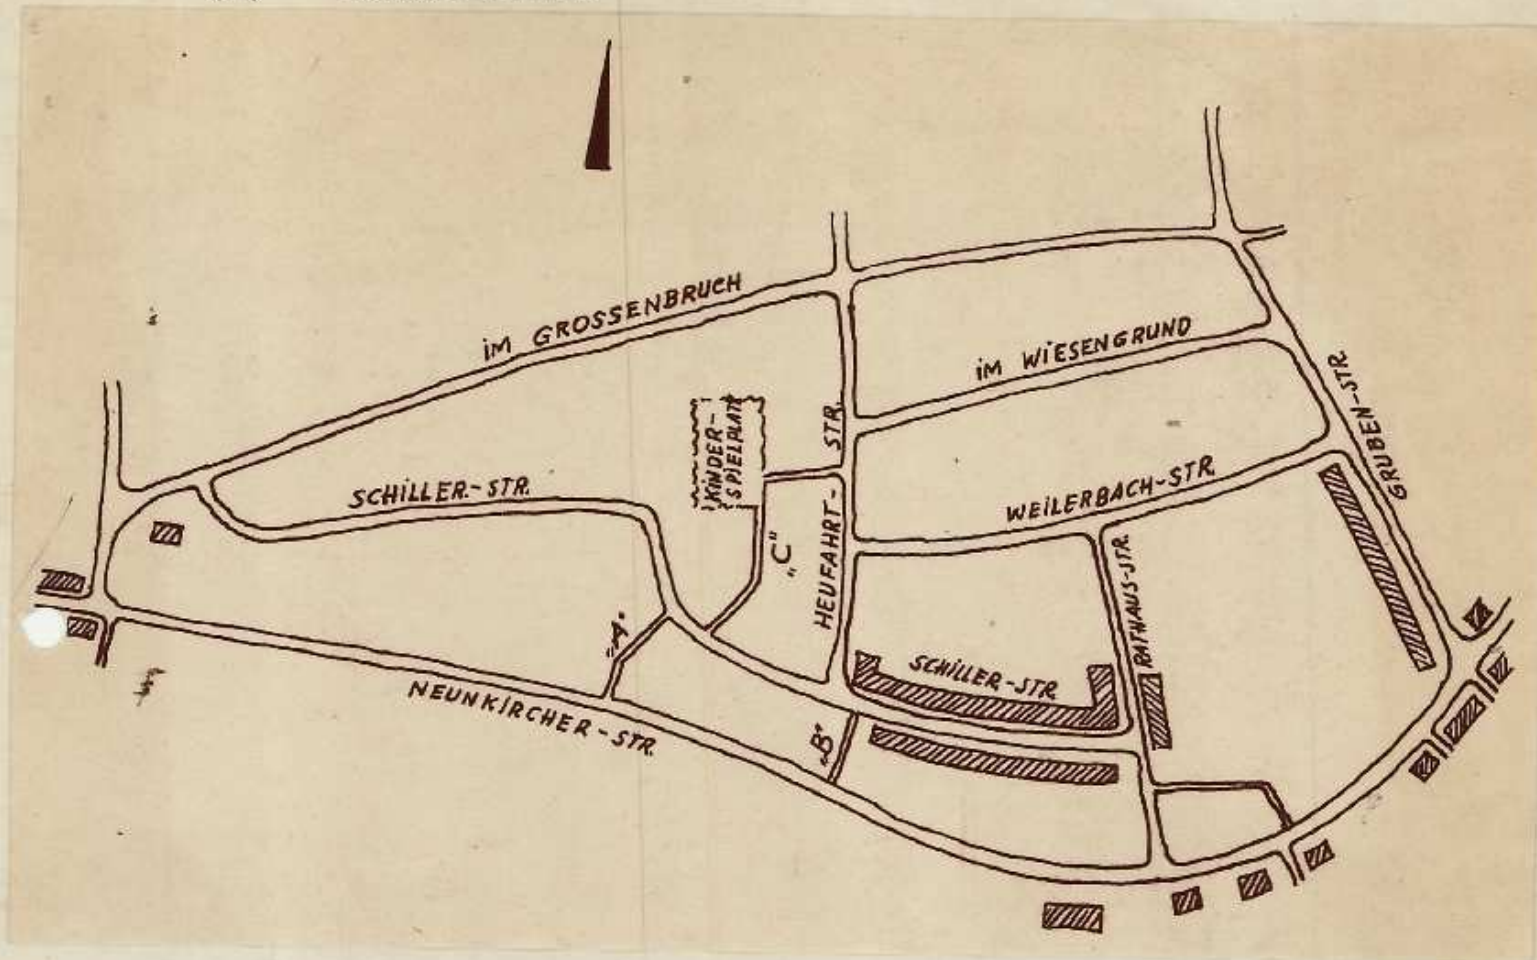 iM GROSSENBRUCH
iM WiESENGRUND
GRUBEN-STR.
KINDER-
SPIELPLATZ
HEUFAHRT-STR.
SCHiLLER.-STR.
WEiLERBACH-STR.
„C"
RATHAUS-STR.
„A"
SCHiLLER.-STR.
NEUNKiRCHER-STR.
„B"